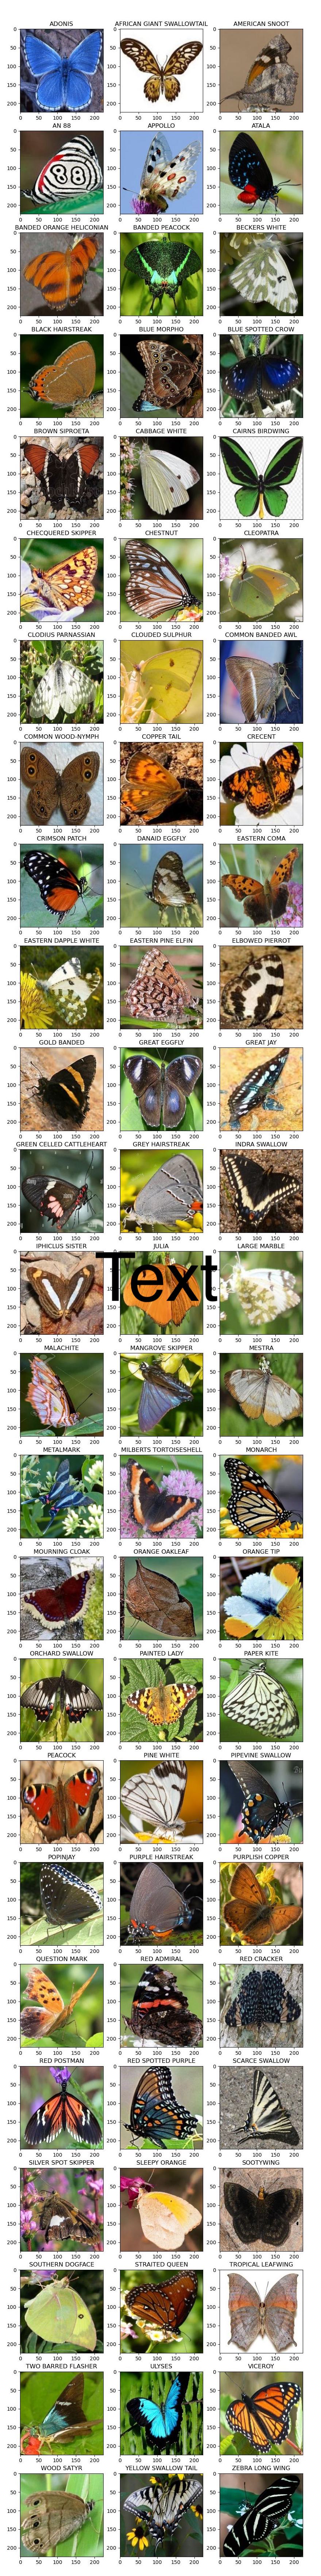 ADONIS AFRICAN GIANT SWALLOWTAIL AMERICAN SNOOT
AN 88 APPOLLO ATALA
BANDED ORANGE HELICONIAN BANDED PEACOCK BECKERS WHITE
BLACK HAIRSTREAK BLUE MORPHO BLUE SPOTTED CROW
BROWN SIPROETA CABBAGE WHITE CAIRNS BIRDWING
CHECQUERED SKIPPER CHESTNUT CLEOPATRA
CLODIUS PARNASSIAN CLOUDED SULPHUR COMMON BANDED AWL
COMMON WOOD-NYMPH COPPER TAIL CRECENT
CRIMSON PATCH DANAID EGGFLY EASTERN COMA
EASTERN DAPPLE WHITE EASTERN PINE ELFIN ELBOWED PIERROT
GOLD BANDED GREAT EGGFLY GREAT JAY
GREEN CELLED CATTLEHEART GREY HAIRSTREAK INDRA SWALLOW
IPHICLUS SISTER JULIA LARGE MARBLE
Text
MALACHITE MANGROVE SKIPPER MESTRA
METALMARK MILBERTS TORTOISESHELL MONARCH
MOURNING CLOAK ORANGE OAKLEAF ORANGE TIP
ORCHARD SWALLOW PAINTED LADY PAPER KITE
PEACOCK PINE WHITE PIPEVINE SWALLOW
POPINJAY PURPLE HAIRSTREAK PURPLISH COPPER
QUESTION MARK RED ADMIRAL RED CRACKER
RED POSTMAN RED SPOTTED PURPLE SCARCE SWALLOW
SILVER SPOT SKIPPER SLEEPY ORANGE SOOTYWING
SOUTHERN DOGFACE STRAITED QUEEN TROPICAL LEAFWING
TWO BARRED FLASHER ULYSES VICEROY
WOOD SATYR YELLOW SWALLOW TAIL ZEBRA LONG WING